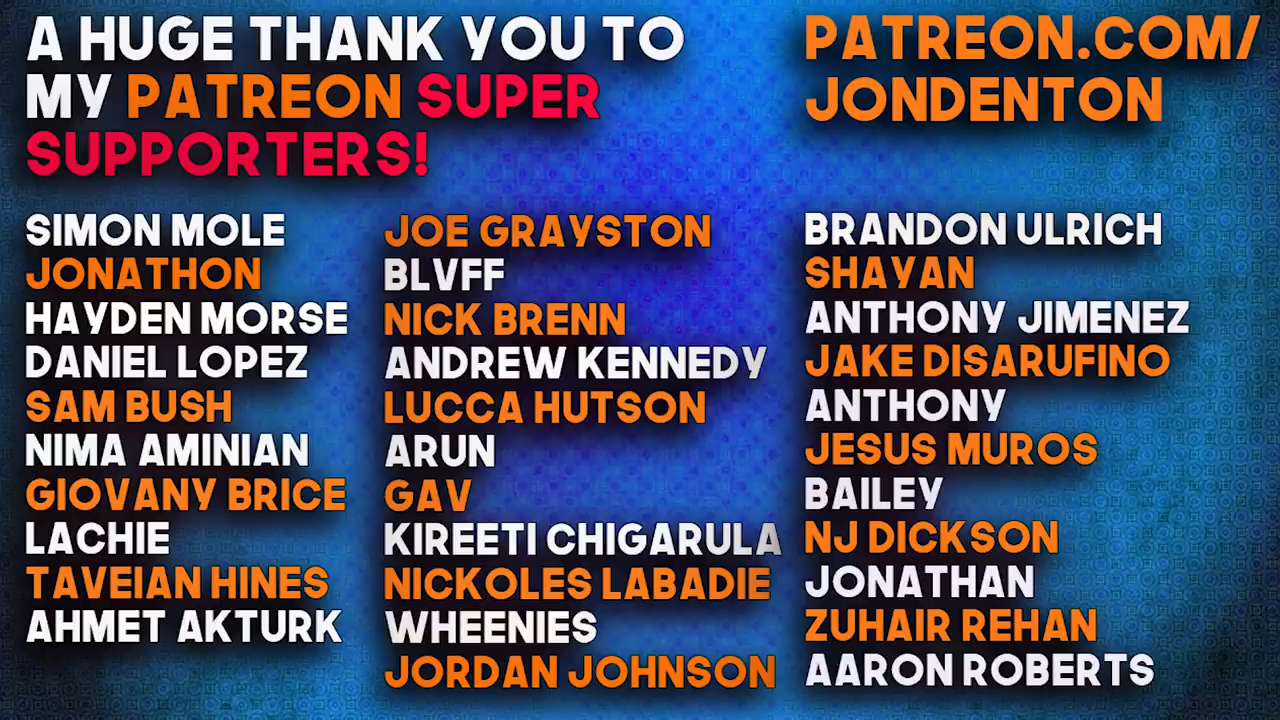 A HUGE THANK YOU TO
MY PATREON SUPER
SUPPORTERS!
PATREON.COM/
JONDENTON
SIMON MOLE
JONATHON
HAYDEN MORSE
DANIEL LOPEZ
SAM BUSH
NIMA AMINIAN
GIOVANY BRICE
LACHIE
TAVEIAN HINES
AHMET AKTURK
JOE GRAYSTON
BLVFF
NICK BRENN
ANDREW KENNEDY
LUCCA HUTSON
ARUN
GAV
KIREETI CHIGARULA
NICKOLES LABADIE
WHEENIES
JORDAN JOHNSON
BRANDON ULRICH
SHAYAN
ANTHONY JIMENEZ
JAKE DISARUFINO
ANTHONY
JESUS MUROS
BAILEY
NJ DICKSON
JONATHAN
ZUHAIR REHAN
AARON ROBERTS